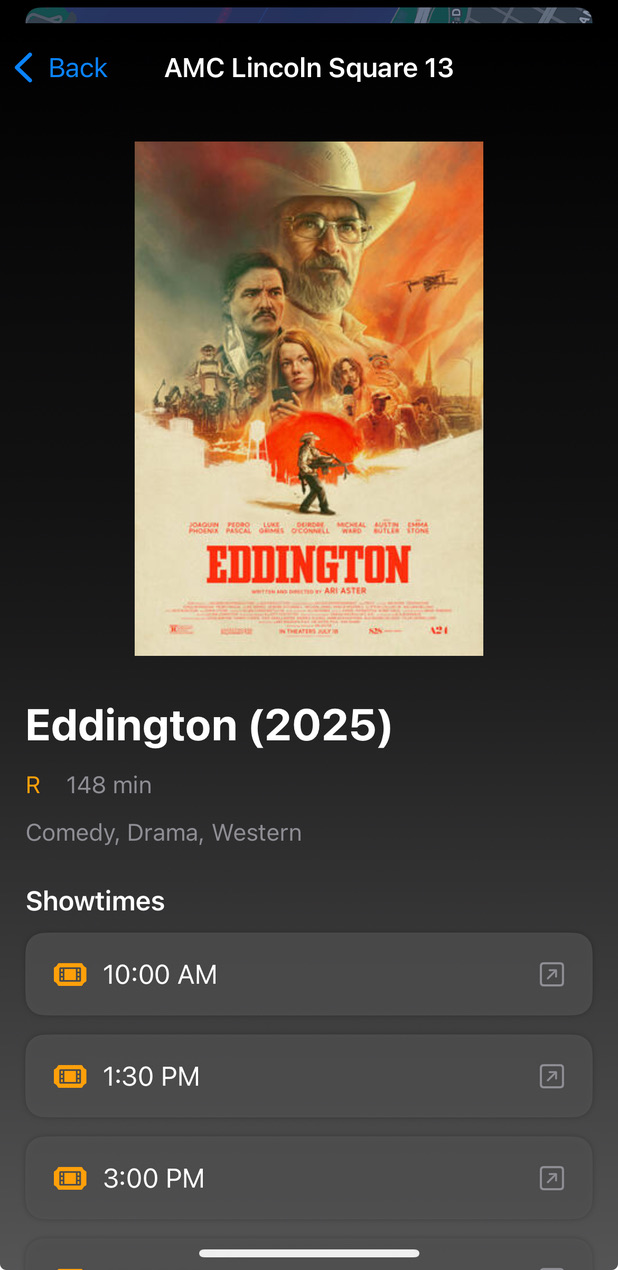 Back
AMC Lincoln Square 13
JOAQUIN PHOENIX PEDRO PASCAL LUKE GRIMES DEIRDRE O'CONNELL MICHEAL WARD AUSTIN BUTLER EMMA STONE
EDDINGTON
WRITTEN AND DIRECTED BY ARI ASTER
R
IN THEATERS JULY 18
A24
Eddington (2025)
R 148 min
Comedy, Drama, Western
Showtimes
10:00 AM
1:30 PM
3:00 PM